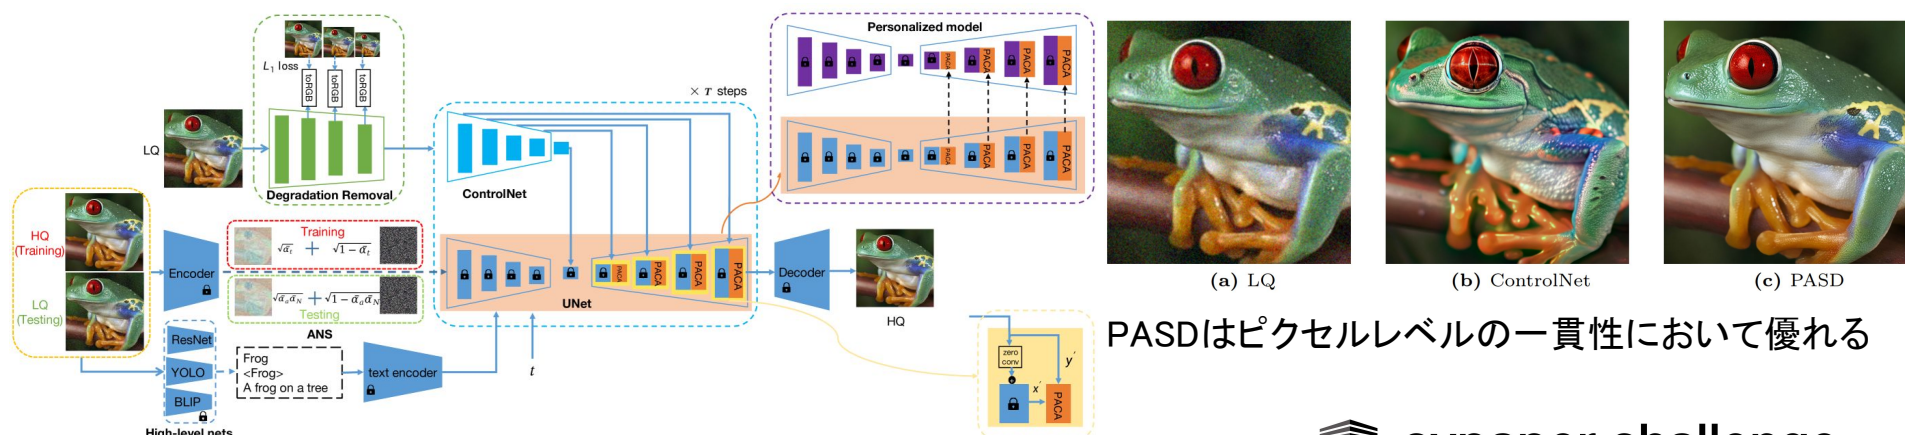 L1 loss
toRGB
toRGB
toRGB
LQ
Degradation Removal
× T steps
ControlNet
Personalized model
PACA
PACA
PACA
PACA
PACA
PACA
PACA
PACA
HQ
(Training)
LQ
(Testing)
Encoder
Training
√ᾱt + √1 − ᾱt
√ᾱaᾱN + √1 − ᾱaᾱN
Testing
ANS
PACA
PACA
PACA
PACA
UNet
Decoder
HQ
ResNet
YOLO
BLIP
High-level nets
Frog
<Frog>
A frog on a tree
text encoder
t
zero
conv
x'
y'
PACA
(a) LQ
(b) ControlNet
(c) PASD
PASDはピクセルレベルの一貫性において優れる